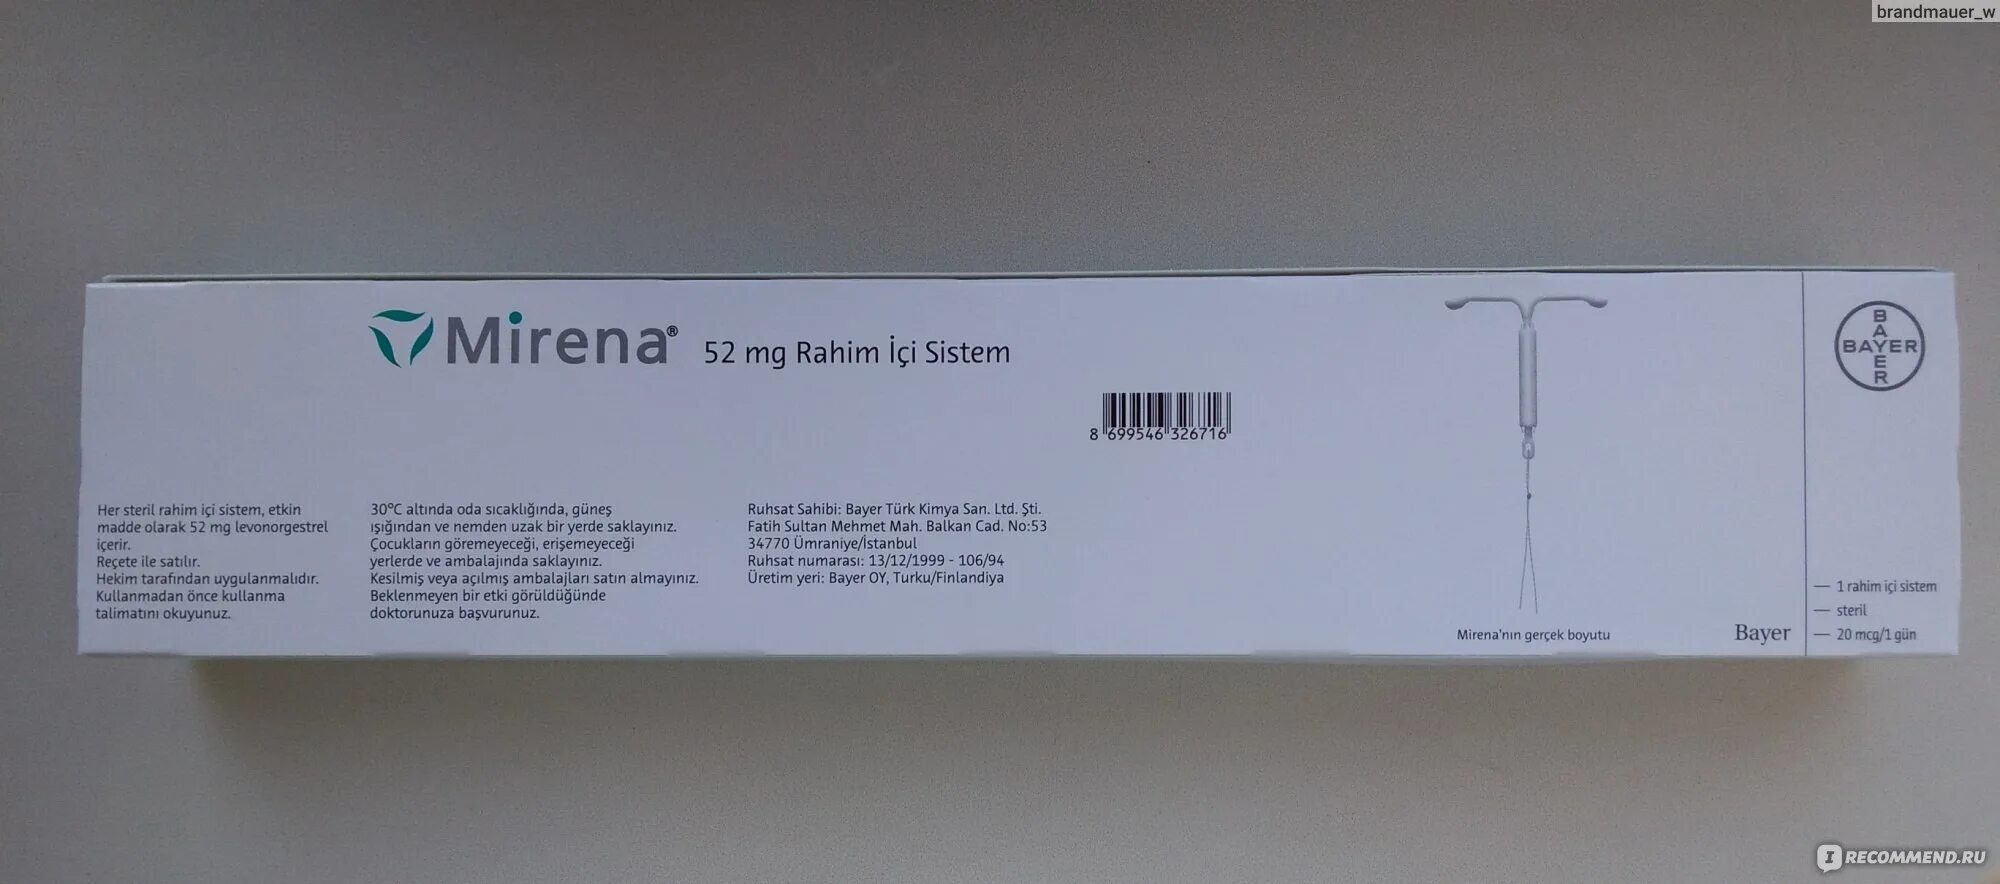 brandmauer_w
Mirena® 52 mg Rahim İçi Sistem
8 699546 326716
Her steril rahim içi sistem, etkin
madde olarak 52 mg levonorgestrel
içerir.
Reçete ile satılır.
Hekim tarafından uygulanmalıdır.
Kullanmadan önce kullanma
talimatını okuyunuz.
30°C altında oda sıcaklığında, güneş
ışığından ve nemden uzak bir yerde saklayınız.
Çocukların göremeyeceği, erişemeyeceği
yerlerde ve ambalajında saklayınız.
Kesilmiş veya açılmış ambalajları satın almayınız.
Beklenmeyen bir etki görüldüğünde
doktorunuza başvurunuz.
Ruhsat Sahibi: Bayer Türk Kimya San. Ltd. Şti.
Fatih Sultan Mehmet Mah. Balkan Cad. No:53
34770 Ümraniye/İstanbul
Ruhsat numarası: 13/12/1999 - 106/94
Üretim yeri: Bayer OY, Turku/Finlandiya
Mirena'nın gerçek boyutu
Bayer
BAYER
BAYER
— 1 rahim içi sistem
— steril
— 20 mcg/1 gün
IRECOMMEND.RU